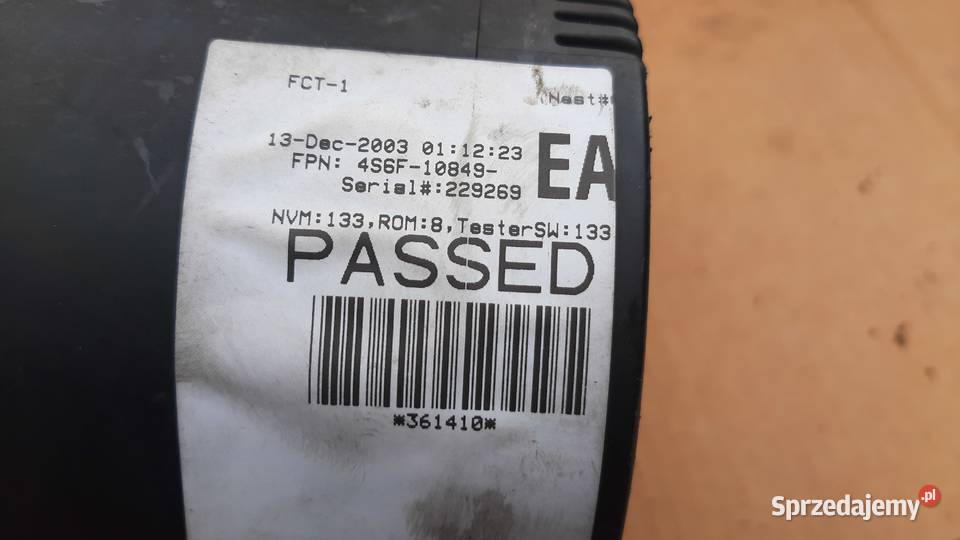 FCT-1
Nest#
13-Dec-2003 01:12:23
FPN: 4S6F-10849-
EA
Serial#:229269
NVM:133,ROM:8,TesterSW:133
PASSED
*361410*
Sprzedajemy.pl